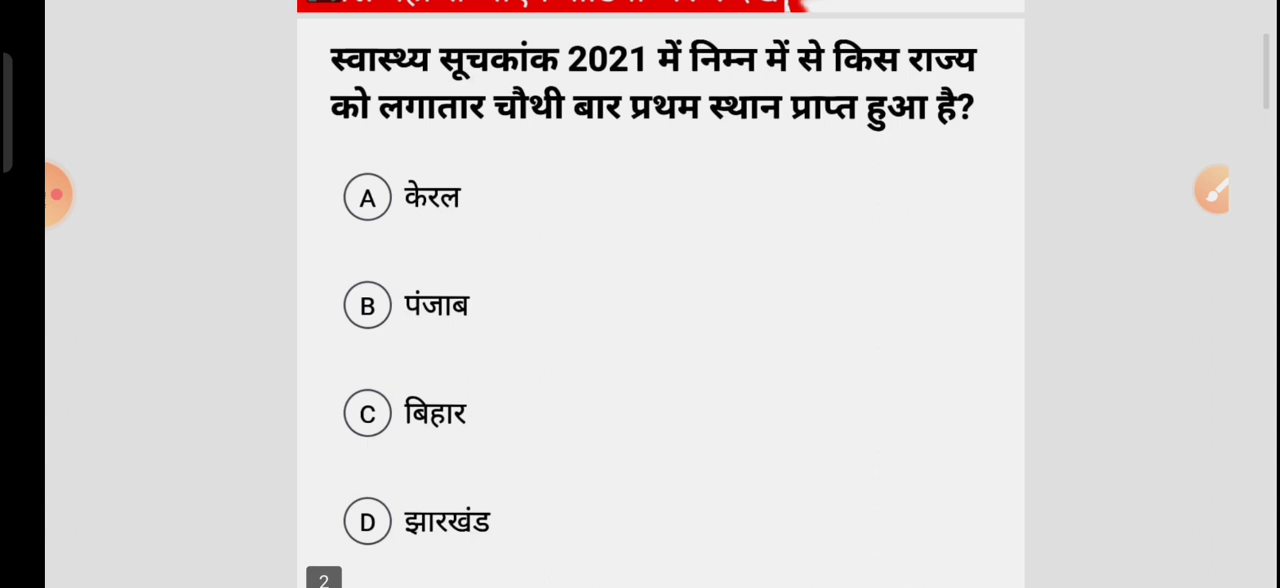 स्वास्थ्य सूचकांक 2021 में निम्न में से किस राज्य
को लगातार चौथी बार प्रथम स्थान प्राप्त हुआ है?
A केरल
B पंजाब
C बिहार
D झारखंड
2